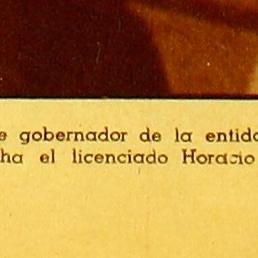 e gobernador de la entida
ha el licenciado Horacio